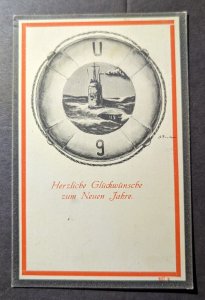 U
9
Herzliche Glückwünsche
zum Neuen Jahre.